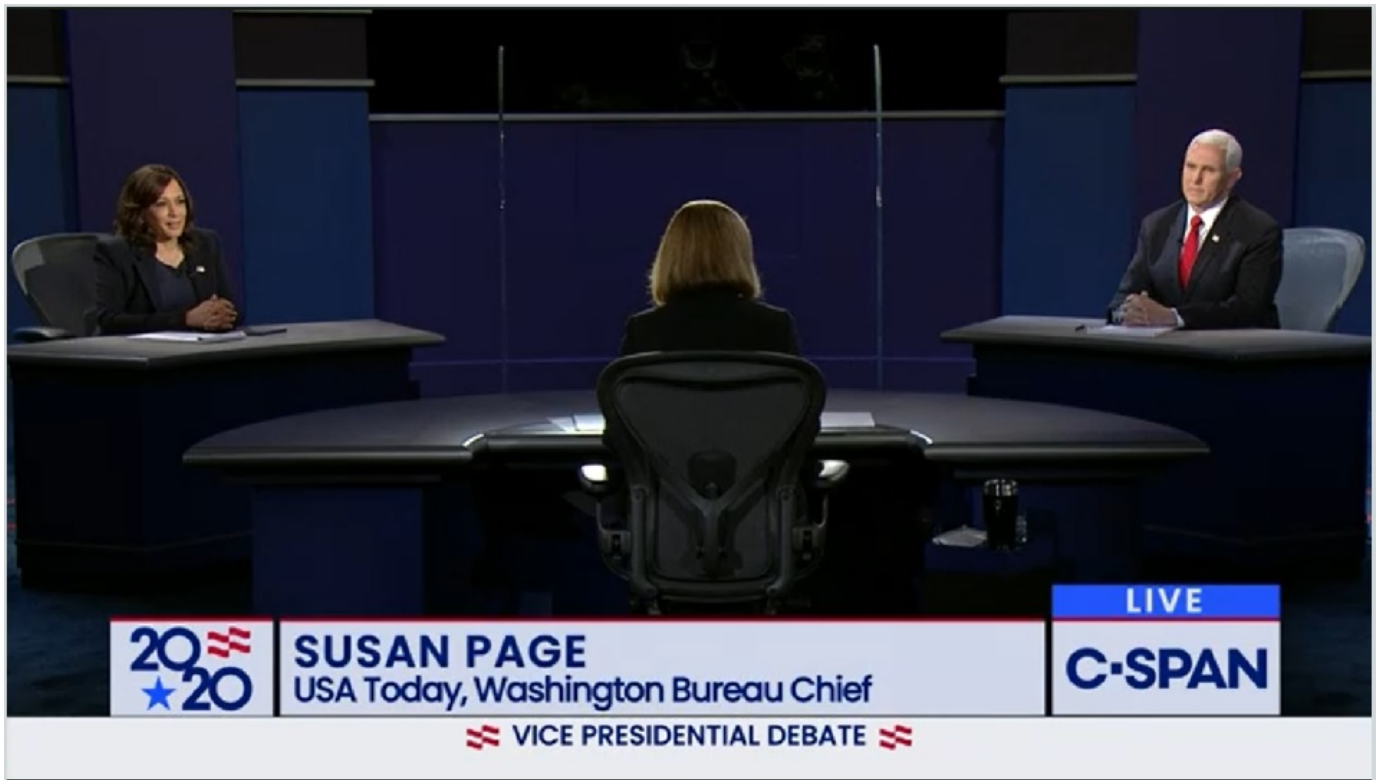 LIVE
2020
SUSAN PAGE
USA Today, Washington Bureau Chief
C·SPAN
VICE PRESIDENTIAL DEBATE